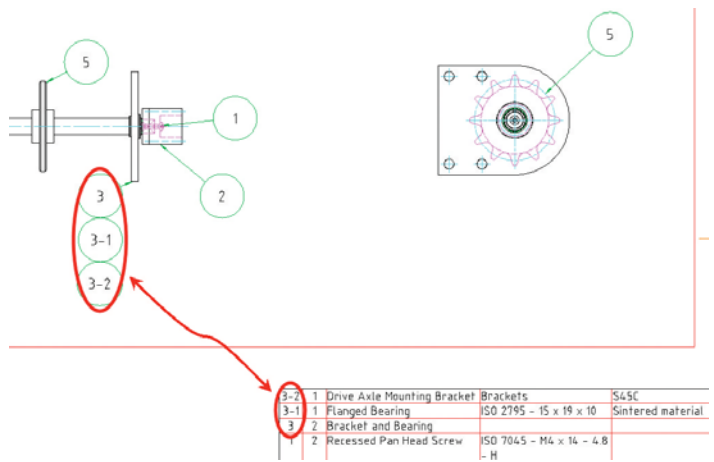 5
5
1
3
2
3-1
3-2
3-2 1 Drive Axle Mounting Bracket Brackets S45C
3-1 1 Flanged Bearing ISO 2795 - 15 x 19 x 10 Sintered material
3 2 Bracket and Bearing
1 2 Recessed Pan Head Screw ISO 7045 - M4 x 14 - 4.8
- H